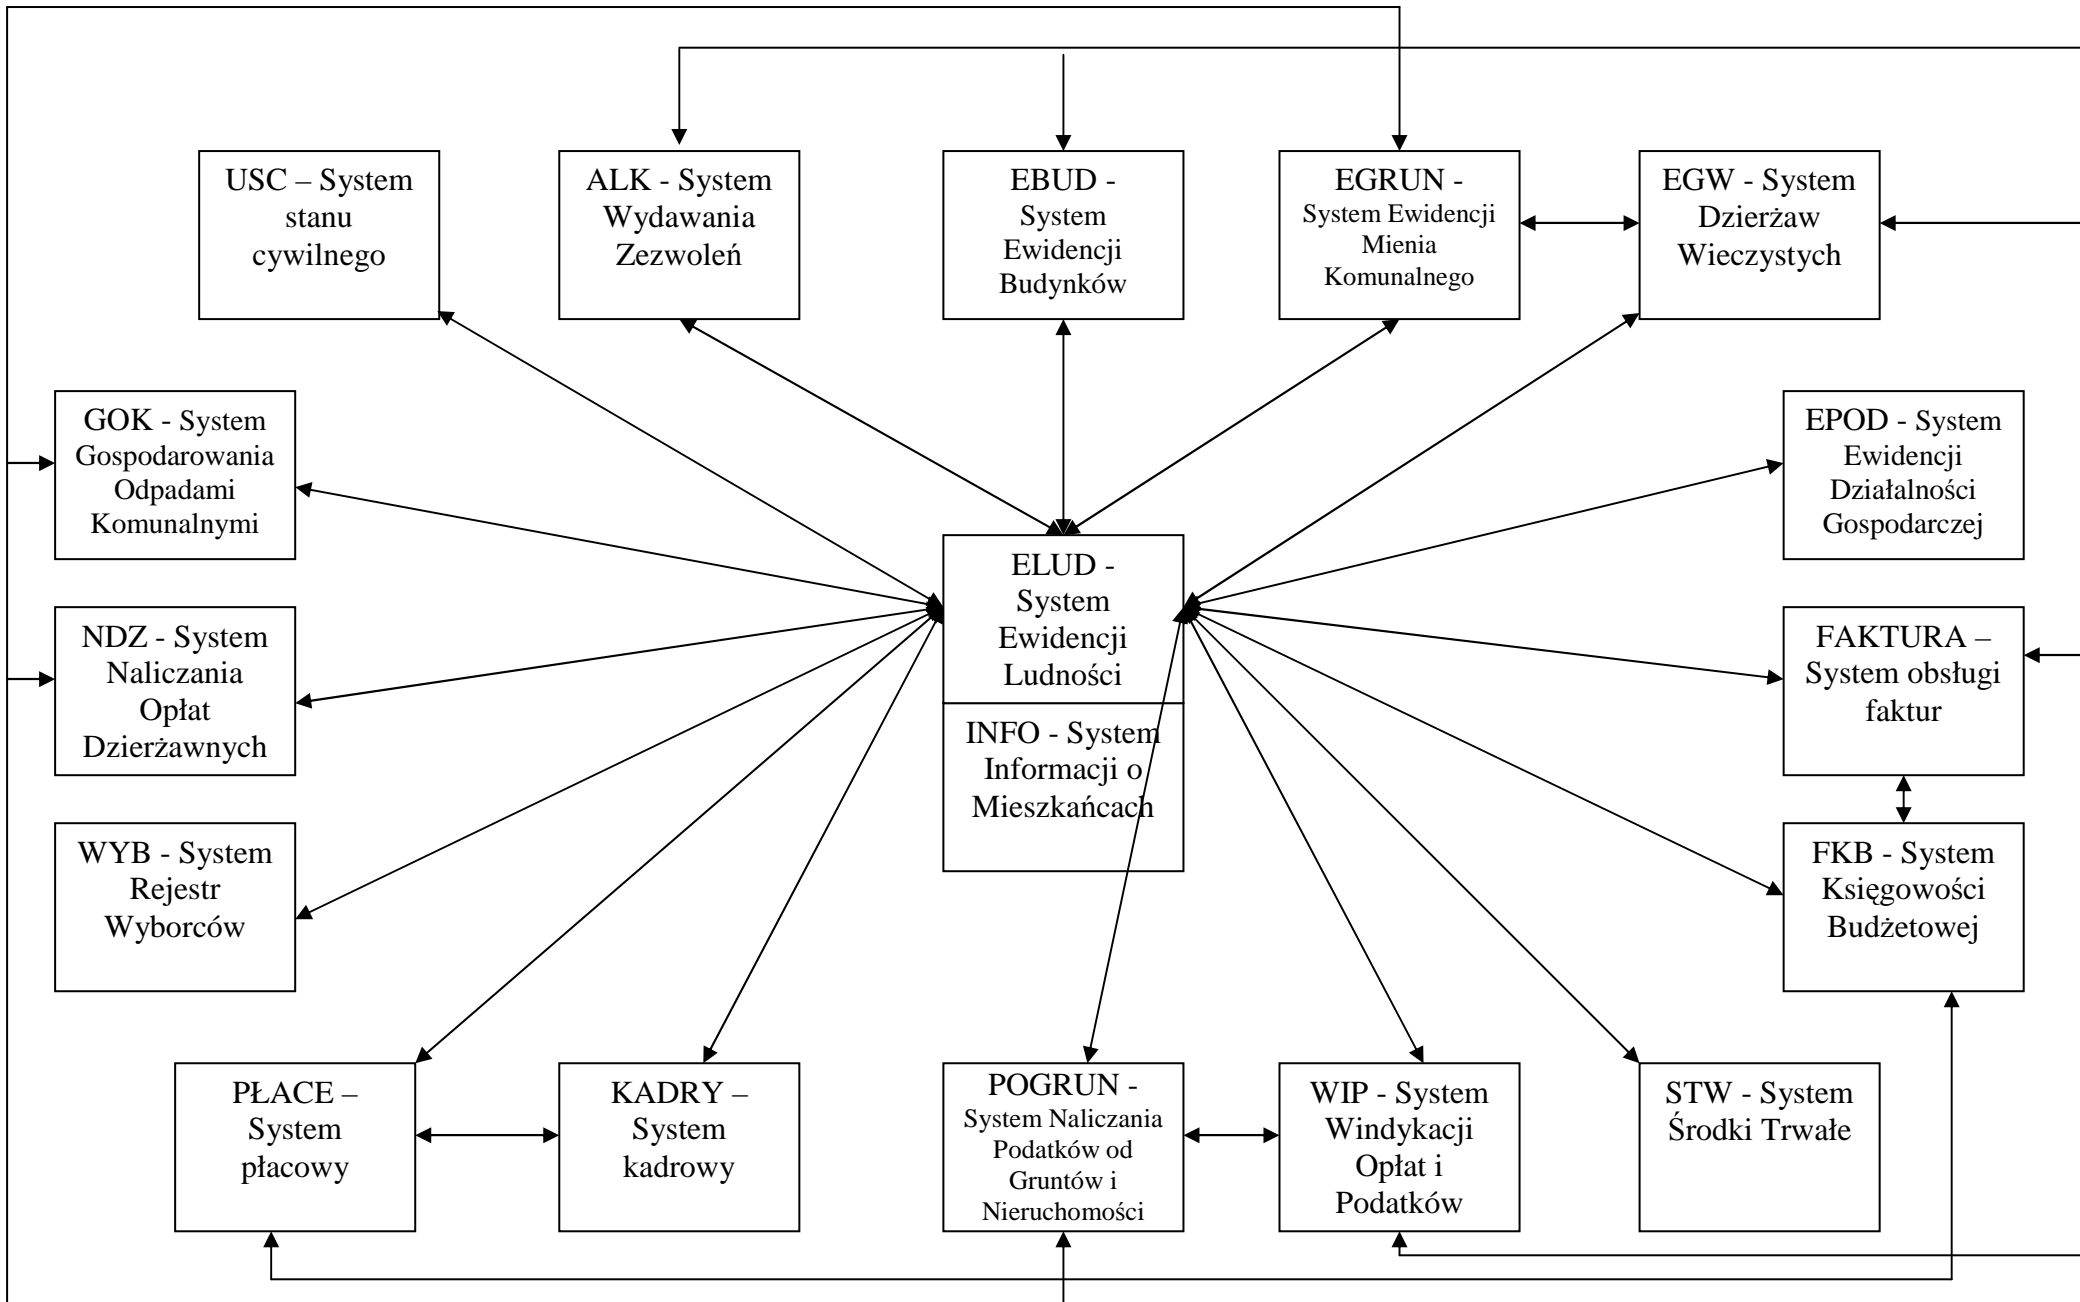 USC – System
stanu
cywilnego
ALK - System
Wydawania
Zezwoleń
EBUD -
System
Ewidencji
Budynków
EGRUN -
System Ewidencji
Mienia
Komunalnego
EGW - System
Dzierżaw
Wieczystych
GOK - System
Gospodarowania
Odpadami
Komunalnymi
EPOD - System
Ewidencji
Działalności
Gospodarczej
ELUD -
System
Ewidencji
Ludności
NDZ - System
Naliczania
Opłat
Dzierżawnych
FAKTURA –
System obsługi
faktur
INFO - System
Informacji o
Mieszkańcach
WYB - System
Rejestr
Wyborców
FKB - System
Księgowości
Budżetowej
PŁACE –
System
płacowy
KADRY –
System
kadrowy
POGRUN -
System Naliczania
Podatków od
Gruntów i
Nieruchomości
WIP - System
Windykacji
Opłat i
Podatków
STW - System
Środki Trwałe